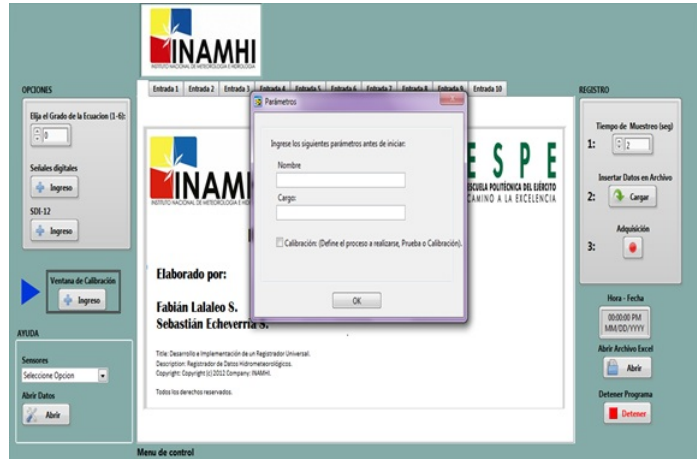 INAMHI
INSTITUTO NACIONAL DE METEOROLOGÍA E HIDROLOGÍA
OPCIONES
Elija el Grado de la Ecuacion (1-6):
0
Señales digitales
Ingreso
SDI-12
Ingreso
Ventana de Calibración
Ingreso
AYUDA
Sensores
Seleccione Opcion
Abrir Datos
Abrir
Entrada 1 Entrada 2 Entrada 3 Entrada 4 Entrada 5 Entrada 6 Entrada 7 Entrada 8 Entrada 9 Entrada 10
INAM
ESPE
ESCUELA POLITÉCNICA DEL EJÉRCITO
CAMINO A LA EXCELENCIA
Parámetros
Ingrese los siguientes parámetros antes de iniciar:
Nombre
Cargo:
Calibración: (Define el proceso a realizarse, Prueba o Calibración).
OK
Elaborado por:
Fabián Lalaleo S.
Sebastián Echeverría S.
Title: Desarrollo e Implementación de un Registrador Universal.
Description: Registrador de Datos Hidrometeorológicos.
Copyright: Copyright (c) 2012 Company: INAMHI.
Todos los derechos reservados.
REGISTRO
Tiempo de Muestreo (seg)
1: 2
Insertar Datos en Archivo
2: Cargar
Adquisición
3:
Hora - Fecha
00:00:00 PM
MM/DD/YYYY
Abrir Archivo Excel
Abrir
Detener Programa
Detener
Menu de control